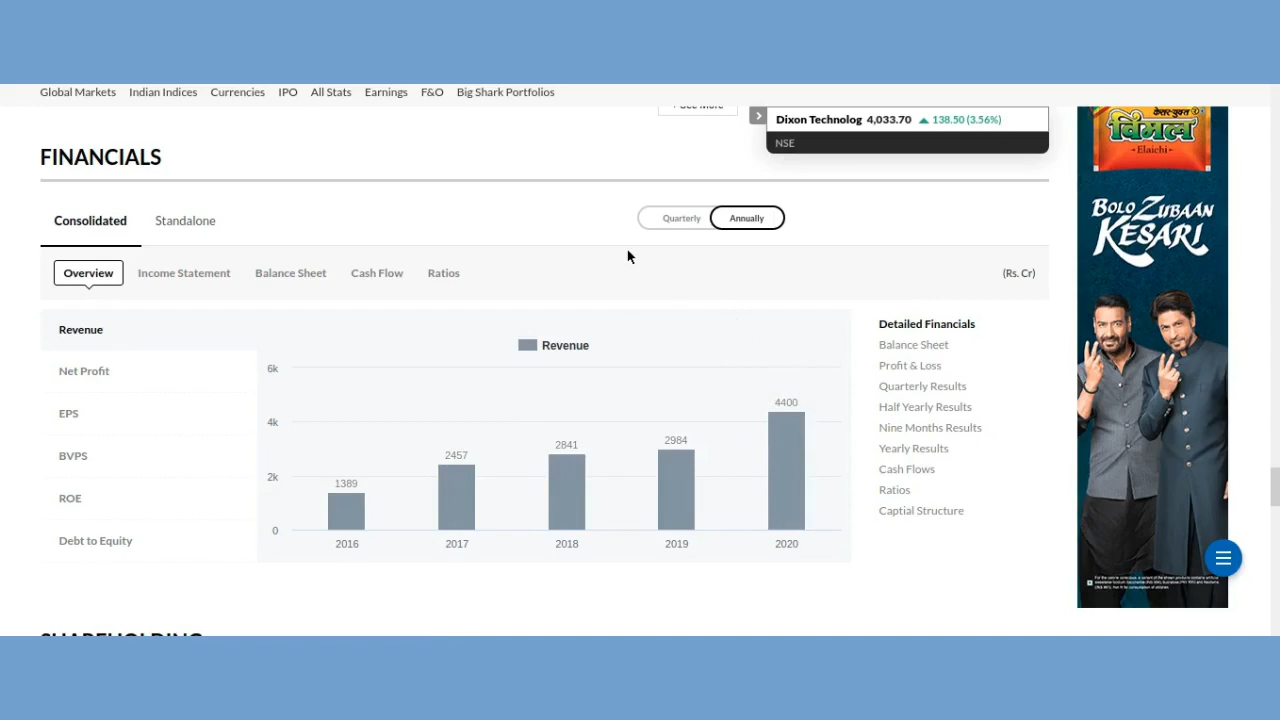 Global Markets Indian Indices Currencies IPO All Stats Earnings F&O Big Shark Portfolios
+ See More
Dixon Technolog 4,033.70 ▲ 138.50 (3.56%)
NSE
FINANCIALS
Consolidated Standalone
Quarterly Annually
Overview Income Statement Balance Sheet Cash Flow Ratios (Rs. Cr)
Revenue
Net Profit
EPS
BVPS
ROE
Debt to Equity
Revenue
6k
4k
2k
0
1389
2457
2841
2984
4400
2016 2017 2018 2019 2020
Detailed Financials
Balance Sheet
Profit & Loss
Quarterly Results
Half Yearly Results
Nine Months Results
Yearly Results
Cash Flows
Ratios
Captial Structure
SHAREHOLDING
केसर-युक्त
विमल
-Elaichi-
BOLO ZUBAAN
KESARI